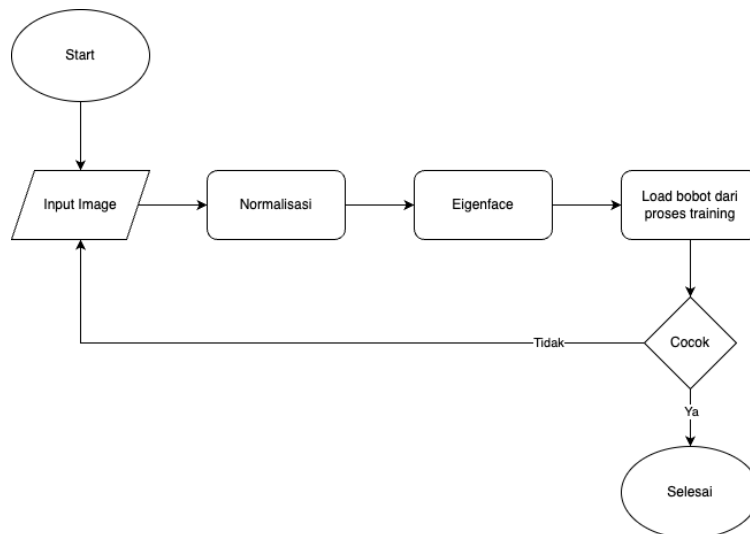 Start
Input Image
Normalisasi
Eigenface
Load bobot dari
proses training
Tidak
Cocok
Ya
Selesai